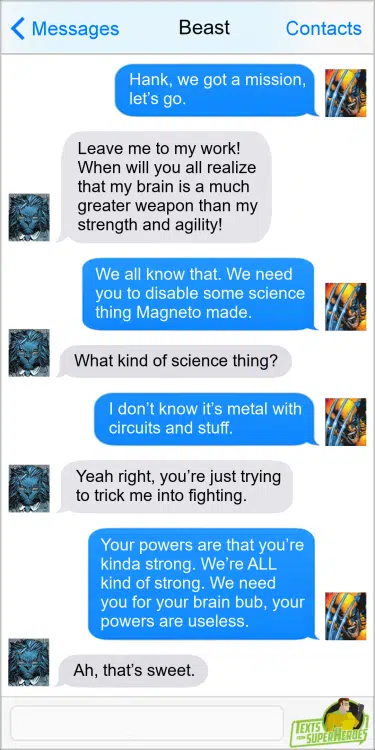 Messages
Beast
Contacts
Hank, we got a mission,
let's go.
Leave me to my work!
When will you all realize
that my brain is a much
greater weapon than my
strength and agility!
We all know that. We need
you to disable some science
thing Magneto made.
What kind of science thing?
I don't know it's metal with
circuits and stuff.
Yeah right, you're just trying
to trick me into fighting.
Your powers are that you're
kinda strong. We're ALL
kind of strong. We need
you for your brain bub, your
powers are useless.
Ah, that's sweet.
TEXTS
FROM SUPERHEROES